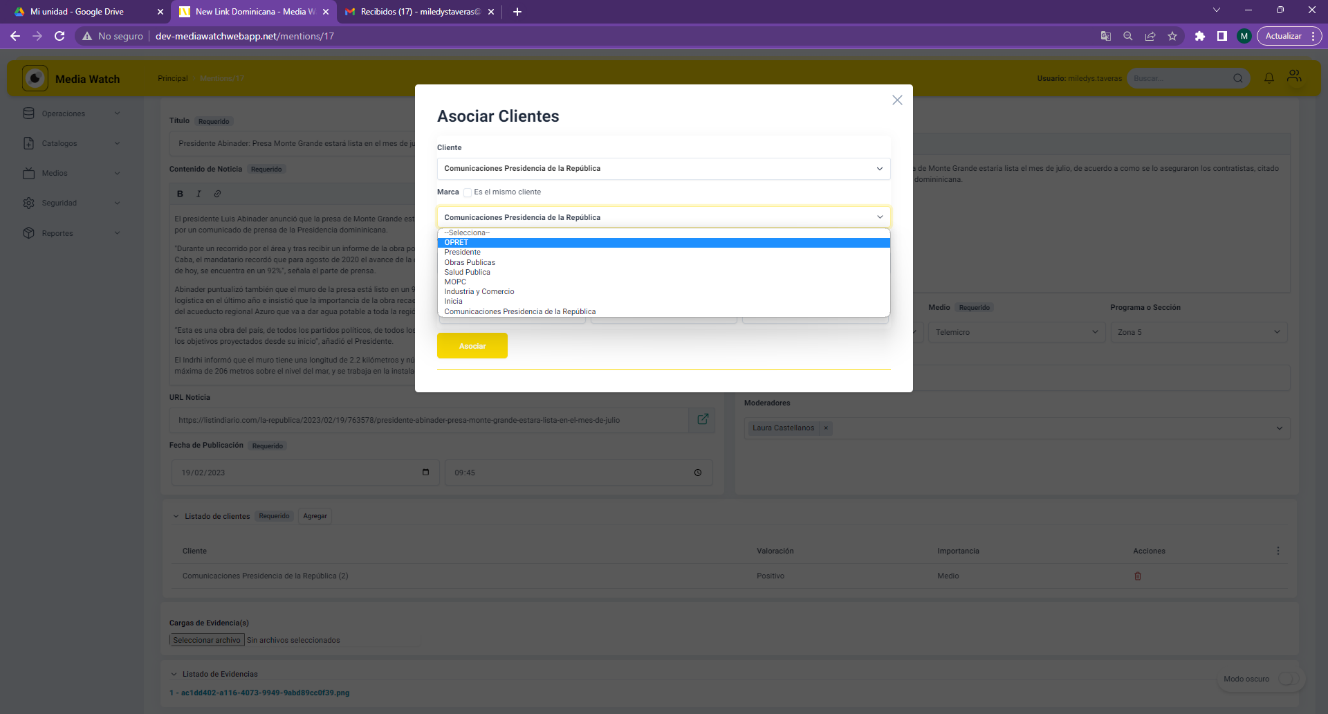 Mi unidad - Google Drive
New Link Dominicana - Media W
Recibidos (17) - miledystaveras@
No seguro
dev-mediawatchwebapp.net/mentions/17
M
Actualizar
Media Watch
Principal
Mentions17
Usuario: miledys taveras
Buscar...
Operaciones
Catalogos
Medios
Seguridad
Reportes
Título Requerido
Presidente Abinader: Presa Monte Grande estará lista en el mes de ju
Contenido de Noticia Requerido
B I
El presidente Luis Abinader anunció que la presa de Monte Grande est
por un comunicado de prensa de la Presidencia dominicana.
"Durante un recorrido por el área y tras recibir un informe de la obra po
Caba, el mandatario recordó que para agosto de 2020 el avance de la
de hoy, se encuentra en un 92%", señala el parte de prensa.
Abinader puntualizó también que el muro de la presa está listo en un 9
logística en el último año e insistió que la importancia de la obra recae
del acueducto regional Azuro que va a dar agua potable a toda la regió
"Esta es una obra del país, de todos los partidos políticos, de todos los
los objetivos proyectados desde su inicio", añadió el Presidente.
El Indrhi informó que el muro tiene una longitud de 2.2 kilómetros y nu
máxima de 206 metros sobre el nivel del mar, y se trabaja en la instala
URL Noticia
https://listindiario.com/la-republica/2023/02/19/763578/presidente-abinader-presa-monte-grande-estara-lista-en-el-mes-de-julio
Fecha de Publicación Requerido
19/02/2023
09:45
Asociar Clientes
Cliente
Comunicaciones Presidencia de la República
Marca Es el mismo cliente
Comunicaciones Presidencia de la República
--Selecciona--
OPRET
Presidente
Obras Publicas
Salud Publica
MOPC
Industria y Comercio
Inicia
Comunicaciones Presidencia de la República
Asociar
a de Monte Grande estaría lista el mes de julio, de acuerdo a como se lo aseguraron los contratistas, citado
domininicana.
Medio Requerido
Programa o Sección
Telemicro
Zona 5
Moderadores
Laura Castellanos ×
Listado de clientes Requerido Agregar
Cliente Valoración Importancia Acciones
Comunicaciones Presidencia de la República (2) Positivo Medio
Cargas de Evidencia(s)
Seleccionar archivo Sin archivos seleccionados
Listado de Evidencias
1 - ac1dd402-a116-4073-9949-9abd89cc0f39.png
Modo oscuro